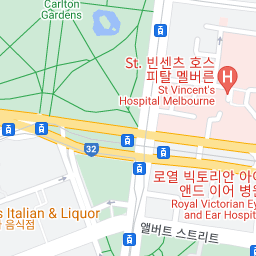 Carlton
Gardens
St. 빈센츠 호스
피탈 멜버른
St Vincent's
Hospital Melbourne
H
32
로열 빅토리안 아이
앤드 이어 병원
Royal Victorian Eye
and Ear Hospit
s Italian & Liquor
음식점
앨버트 스트리트